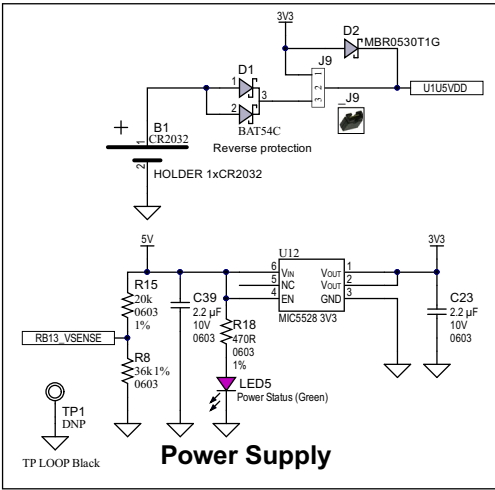 3V3
D2
MBR0530T1G
D1
J9
1
1
2
3
2
3
U1U5VDD
J9
BAT54C
Reverse protection
+
B1
CR2032
1
2
HOLDER 1xCR2032
5V
U12
3V3
6
VIN
VOUT
1
5
NC
VOUT
2
4
EN
GND
3
MIC5528 3V3
R15
20k
0603
1%
C39
2.2 µF
10V
0603
C23
2.2 µF
10V
0603
R18
470R
0603
1%
RB13_VSENSE
R8
36k 1%
0603
LED5
Power Status (Green)
TP1
DNP
TP LOOP Black
Power Supply